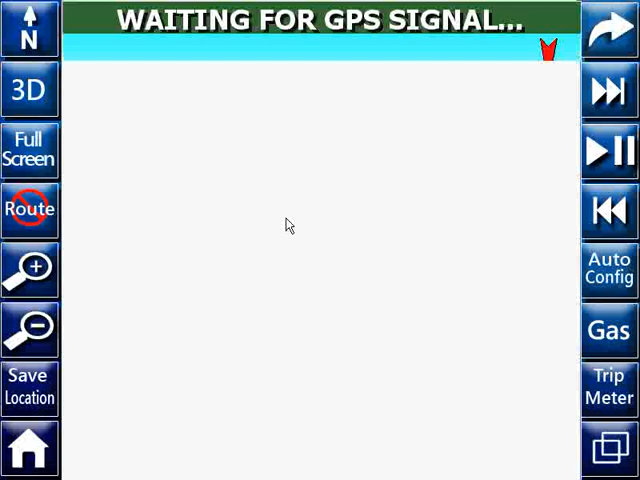 WAITING FOR GPS SIGNAL...
N
3D
Full
Screen
Route
Save
Location
Auto
Config
Gas
Trip
Meter